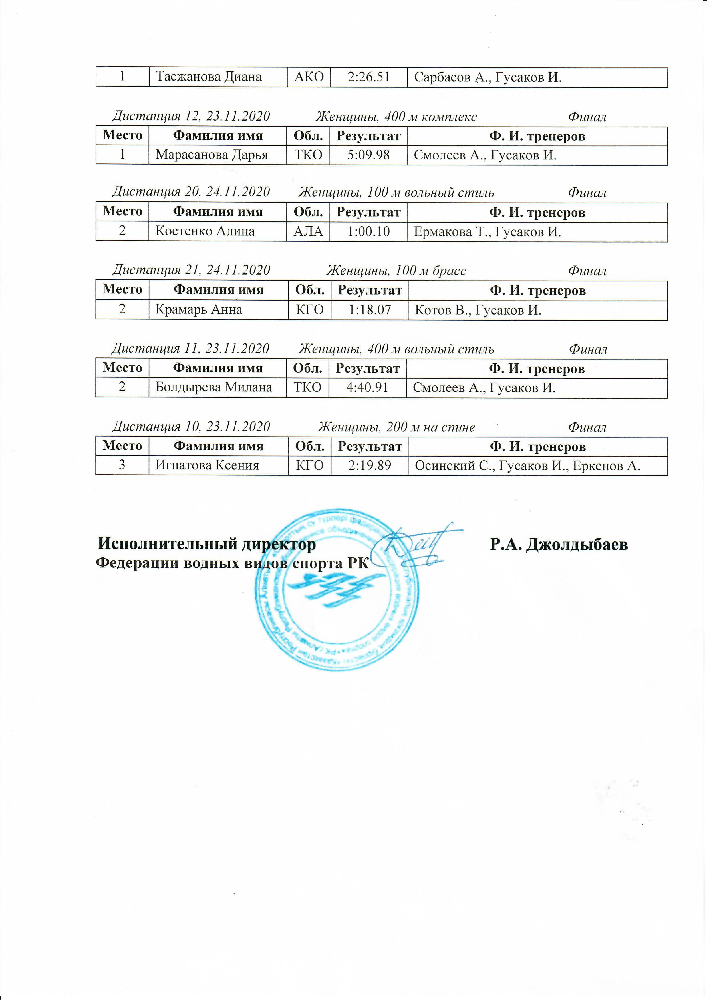 1 Тасжанова Диана АКО 2:26.51 Сарбасов А., Гусаков И.
Дистанция 12, 23.11.2020 Женщины, 400 м комплекс Финал
Место Фамилия имя Обл. Результат Ф. И. тренеров
1 Марасанова Дарья ТКО 5:09.98 Смолеев А., Гусаков И.
Дистанция 20, 24.11.2020 Женщины, 100 м вольный стиль Финал
Место Фамилия имя Обл. Результат Ф. И. тренеров
2 Костенко Алина АЛА 1:00.10 Ермакова Т., Гусаков И.
Дистанция 21, 24.11.2020 Женщины, 100 м брасс Финал
Место Фамилия имя Обл. Результат Ф. И. тренеров
2 Крамарь Анна КГО 1:18.07 Котов В., Гусаков И.
Дистанция 11, 23.11.2020 Женщины, 400 м вольный стиль Финал
Место Фамилия имя Обл. Результат Ф. И. тренеров
2 Болдырева Милана ТКО 4:40.91 Смолеев А., Гусаков И.
Дистанция 10, 23.11.2020 Женщины, 200 м на спине Финал
Место Фамилия имя Обл. Результат Ф. И. тренеров
3 Игнатова Ксения КГО 2:19.89 Осинский С., Гусаков И., Еркенов А.
Исполнительный директор Р.А. Джолдыбаев
Федерации водных видов спорта РК